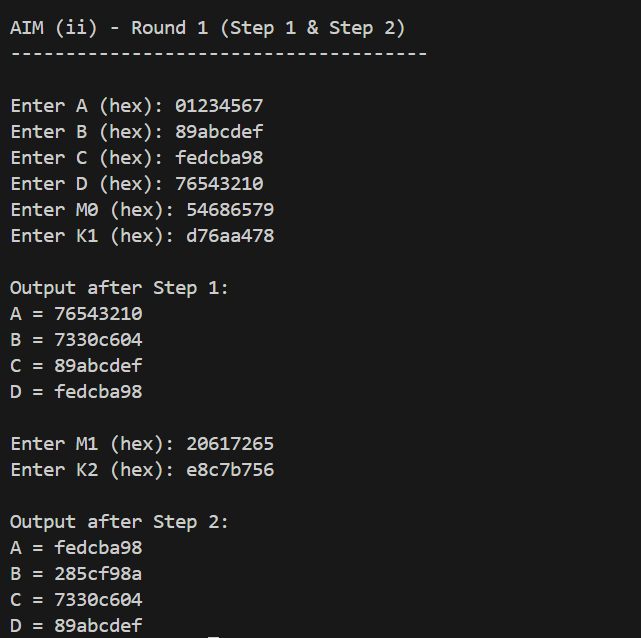 AIM (ii) - Round 1 (Step 1 & Step 2)
--------------------------------------
Enter A (hex): 01234567
Enter B (hex): 89abcdef
Enter C (hex): fedcba98
Enter D (hex): 76543210
Enter M0 (hex): 54686579
Enter K1 (hex): d76aa478
Output after Step 1:
A = 76543210
B = 7330c604
C = 89abcdef
D = fedcba98
Enter M1 (hex): 20617265
Enter K2 (hex): e8c7b756
Output after Step 2:
A = fedcba98
B = 285cf98a
C = 7330c604
D = 89abcdef